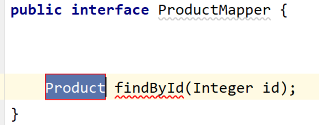 public interface ProductMapper {
Product findById(Integer id);
}